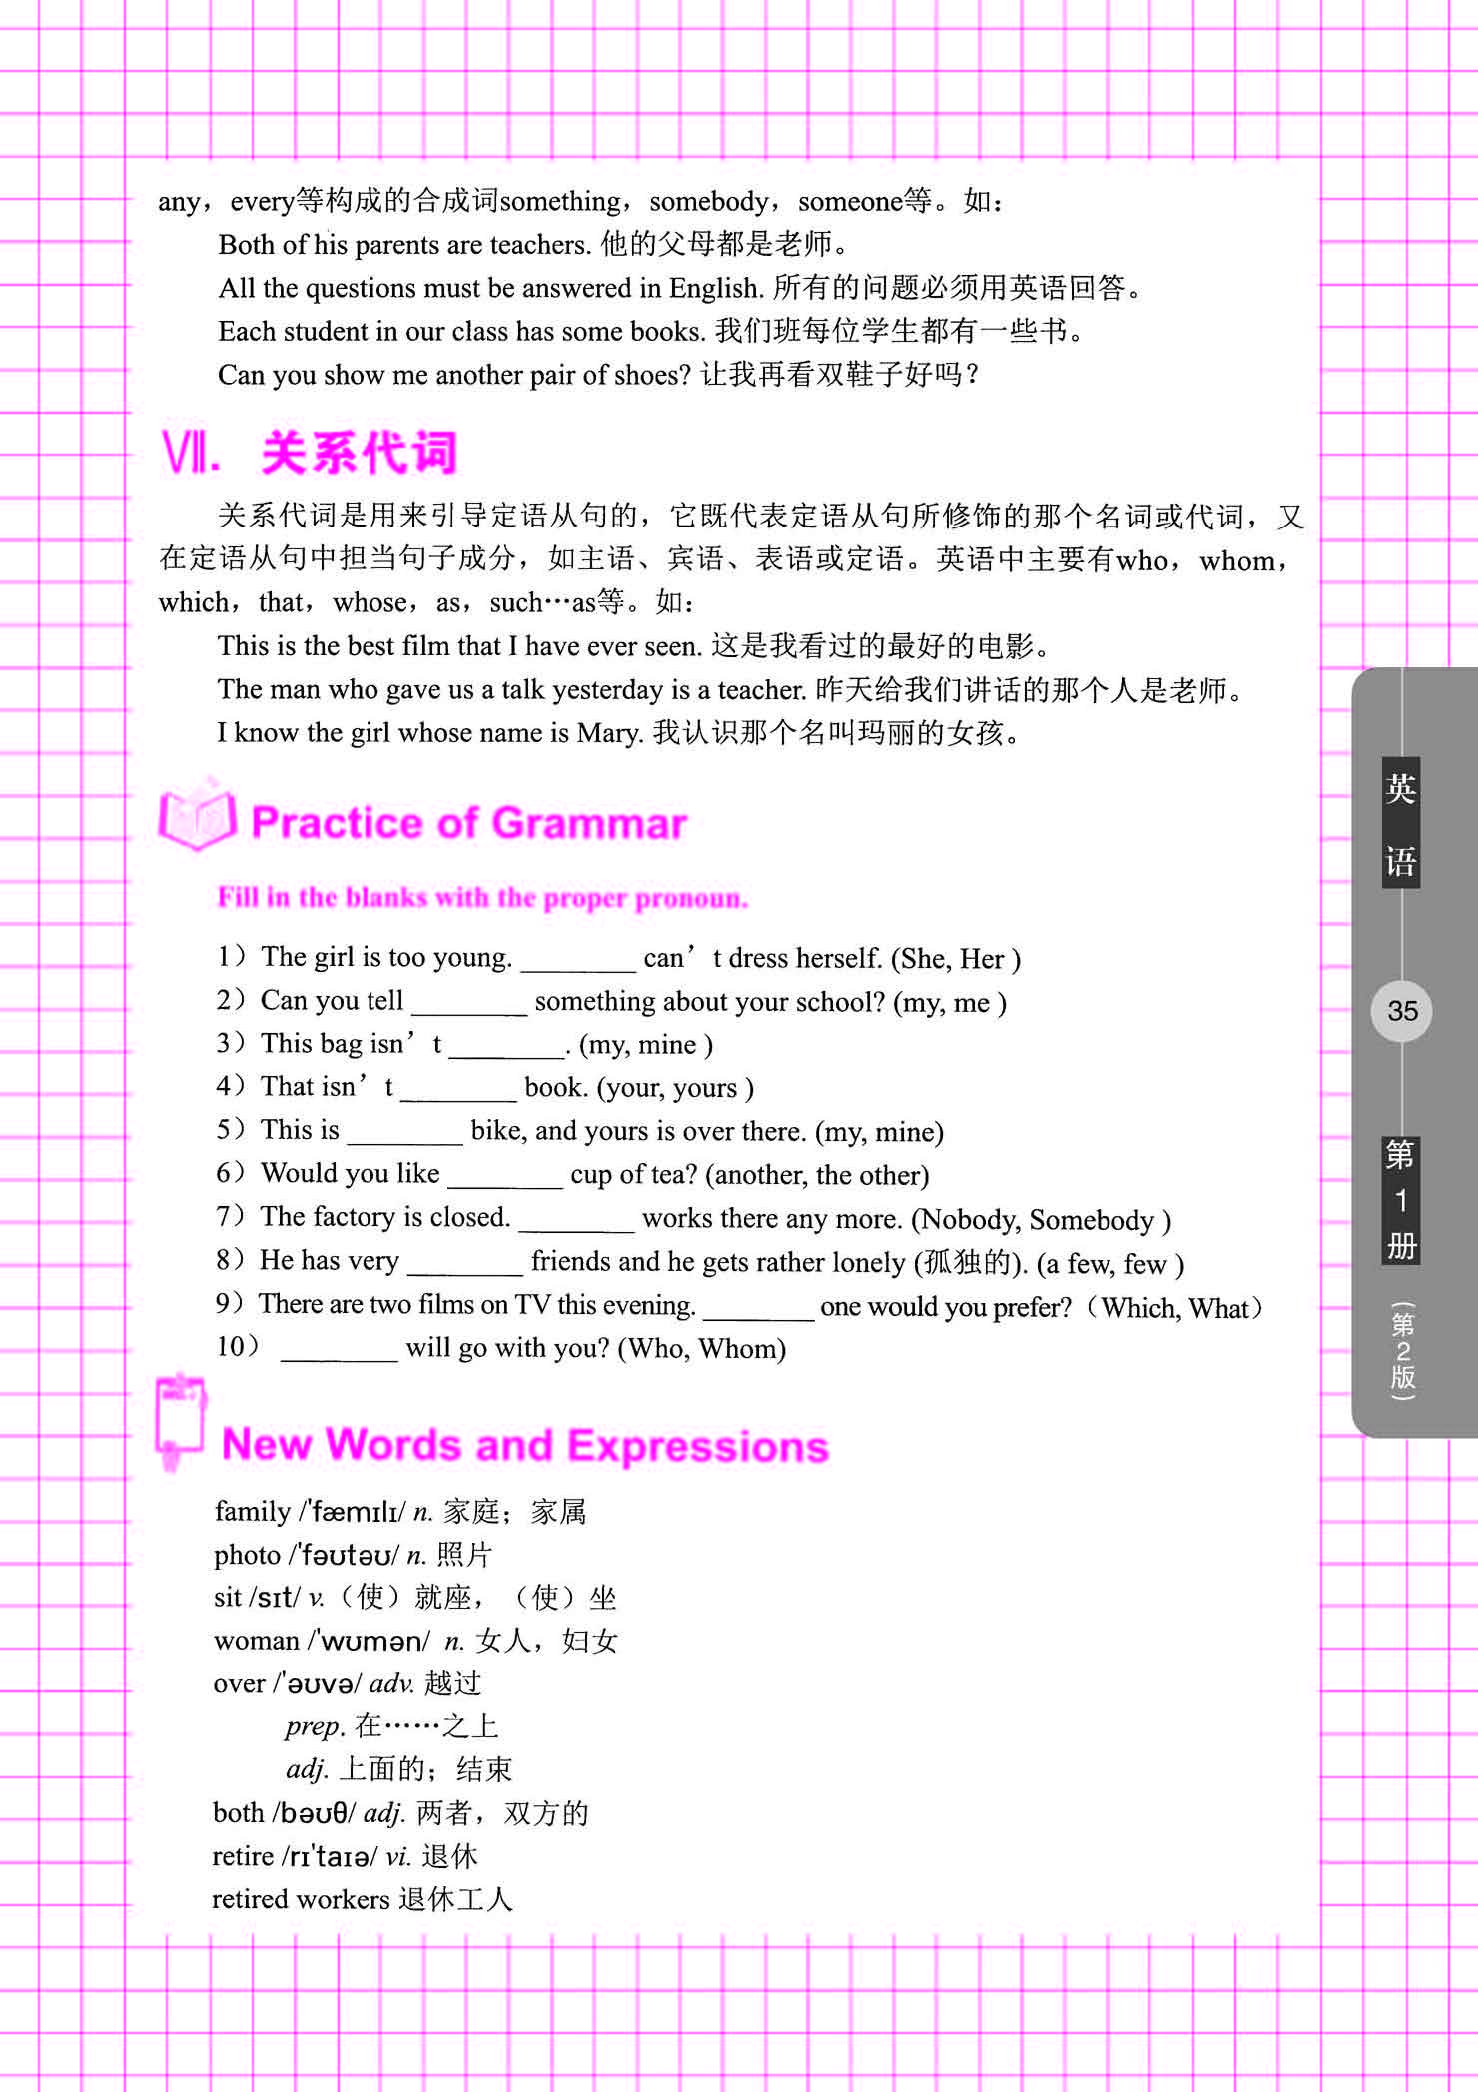 any，every等构成的合成词something，somebody，someone等。如：
Both of his parents are teachers. 他的父母都是老师。
All the questions must be answered in English. 所有的问题必须用英语回答。
Each student in our class has some books. 我们班每位学生都有一些书。
Can you show me another pair of shoes? 让我再看双鞋子好吗？
Ⅶ. 关系代词
关系代词是用来引导定语从句的，它既代表定语从句所修饰的那个名词或代词，又
在定语从句中担当句子成分，如主语、宾语、表语或定语。英语中主要有who，whom，
which，that，whose，as，such…as等。如：
This is the best film that I have ever seen. 这是我看过的最好的电影。
The man who gave us a talk yesterday is a teacher. 昨天给我们讲话的那个人是老师。
I know the girl whose name is Mary. 我认识那个名叫玛丽的女孩。
Practice of Grammar
Fill in the blanks with the proper pronoun.
1）The girl is too young. ________ can’t dress herself. (She, Her )
2）Can you tell ________ something about your school? (my, me )
3）This bag isn’t ________. (my, mine )
4）That isn’t ________ book. (your, yours )
5）This is ________ bike, and yours is over there. (my, mine)
6）Would you like ________ cup of tea? (another, the other)
7）The factory is closed. ________ works there any more. (Nobody, Somebody )
8）He has very ________ friends and he gets rather lonely (孤独的). (a few, few )
9）There are two films on TV this evening. ________ one would you prefer?（Which, What）
10） ________ will go with you? (Who, Whom)
New Words and Expressions
family /'fæmɪlɪ/ n. 家庭；家属
photo /'fəʊtəʊ/ n. 照片
sit /sɪt/ v.（使）就座，（使）坐
woman /'wʊmən/ n. 女人，妇女
over /'əʊvə/ adv. 越过
prep. 在……之上
adj. 上面的；结束
both /bəʊθ/ adj. 两者，双方的
retire /rɪ'taɪə/ vi. 退休
retired workers 退休工人
英语
35
第1册
（第2版）